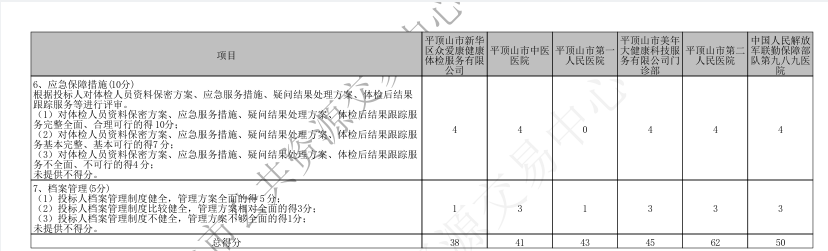 项目
平顶山市新华
区众爱康健康
体检服务有限
公司
平顶山市中医
医院
平顶山市第一
人民医院
平顶山市美年
大健康科技服
务有限公司门
诊部
平顶山市第二
人民医院
中国人民解放
军联勤保障部
队第九八九医
院
6、应急保障措施(10分)
根据投标人对体检人员资料保密方案、应急服务措施、疑问结果处理方案、体检后结果
跟踪服务等进行评审。
（1）对体检人员资料保密方案、应急服务措施、疑问结果处理方案、体检后结果跟踪服
务完整全面、合理可行的得10分；
（2）对体检人员资料保密方案、应急服务措施、疑问结果处理方案、体检后结果跟踪服
务基本完整、基本可行的得7分；
（3）对体检人员资料保密方案、应急服务措施、疑问结果处理方案、体检后结果跟踪服
务不全面、不可行的得4分；
未提供不得分。
4 4 0 4 4 4
7、档案管理(5分)
（1）投标人档案管理制度健全，管理方案全面的得5分；
（2）投标人档案管理制度比较健全，管理方案相对全面的得3分；
（3）投标人档案管理制度不健全，管理方案不够全面的得1分；
未提供不得分。
1 3 1 3 3 3
总得分 38 41 43 45 62 50
市公共资源交易中心
资源交易中心